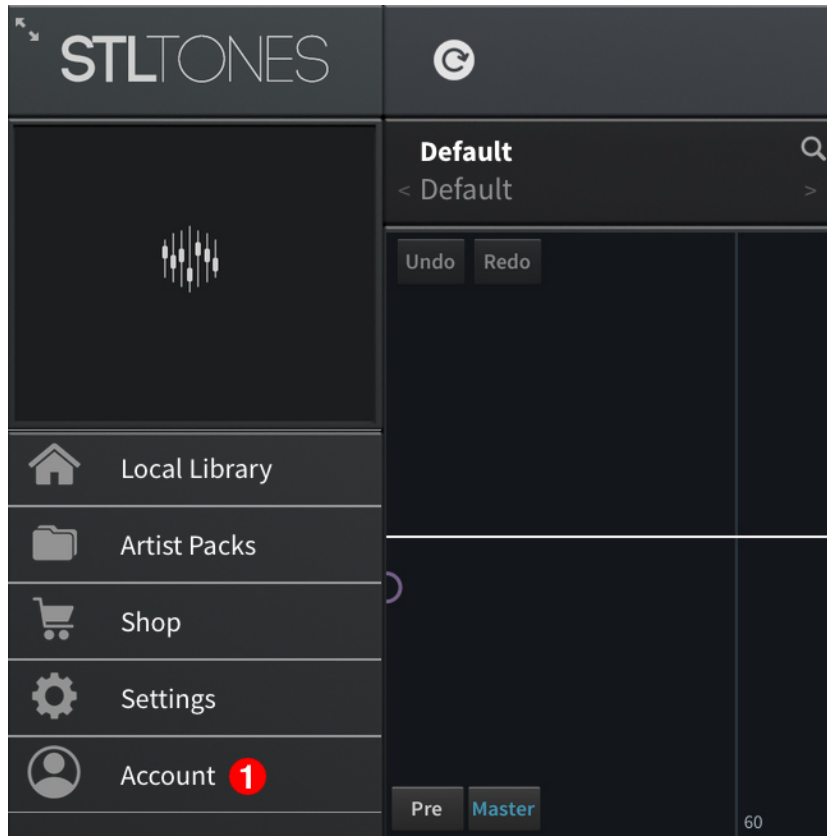 STLTONES
Default
< Default >
Undo Redo
Local Library
Artist Packs
Shop
Settings
Account 1
Pre Master
60